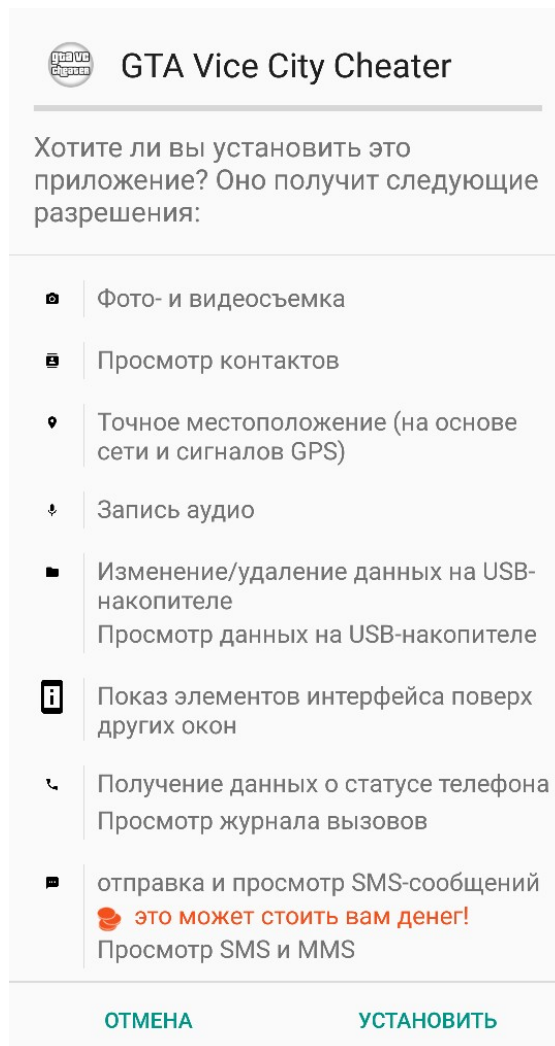 GTA VC
CHEATER
GTA Vice City Cheater
Хотите ли вы установить это
приложение? Оно получит следующие
разрешения:
Фото- и видеосъемка
Просмотр контактов
Точное местоположение (на основе
сети и сигналов GPS)
Запись аудио
Изменение/удаление данных на USB-
накопителе
Просмотр данных на USB-накопителе
Показ элементов интерфейса поверх
других окон
Получение данных о статусе телефона
Просмотр журнала вызовов
отправка и просмотр SMS-сообщений
это может стоить вам денег!
Просмотр SMS и MMS
ОТМЕНА УСТАНОВИТЬ